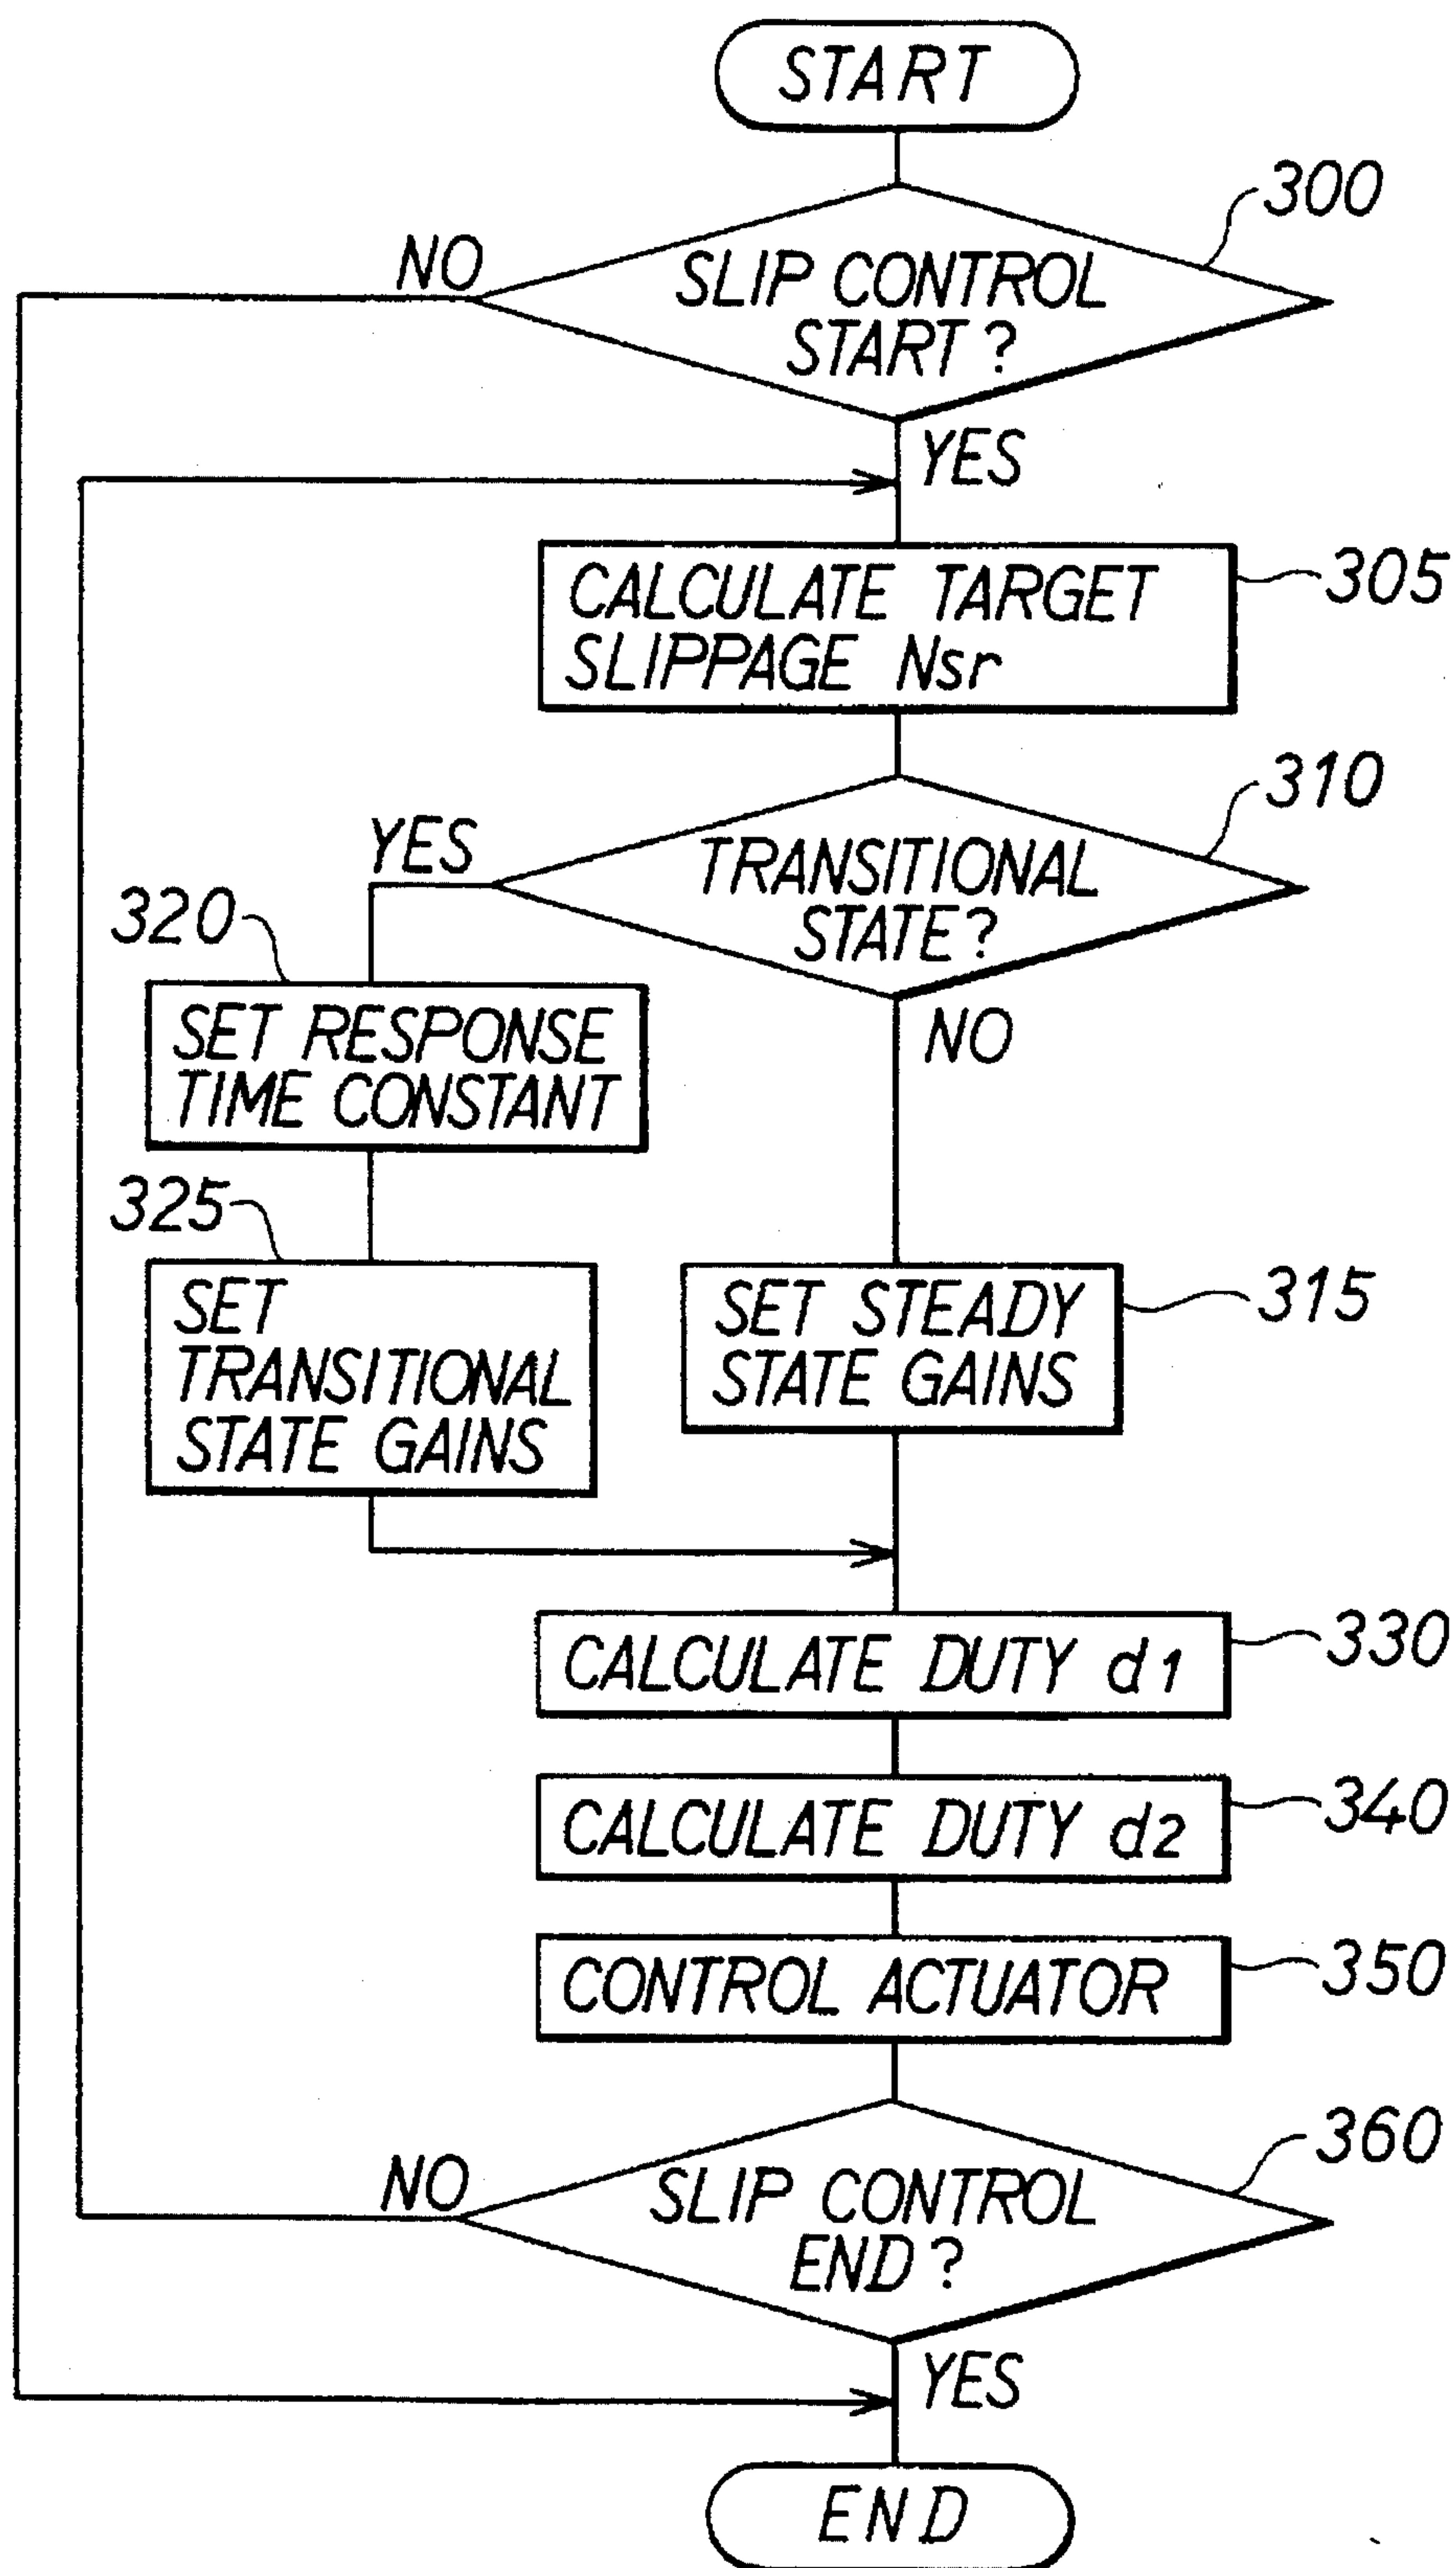 START
300
NO
SLIP CONTROL
START?
YES
CALCULATE TARGET
SLIPPAGE Nsr
305
310
YES
TRANSITIONAL
STATE?
320
NO
SET RESPONSE
TIME CONSTANT
325
SET
TRANSITIONAL
STATE GAINS
SET STEADY
STATE GAINS
315
CALCULATE DUTY d1
330
CALCULATE DUTY d2
340
CONTROL ACTUATOR
350
360
NO
SLIP CONTROL
END?
YES
END